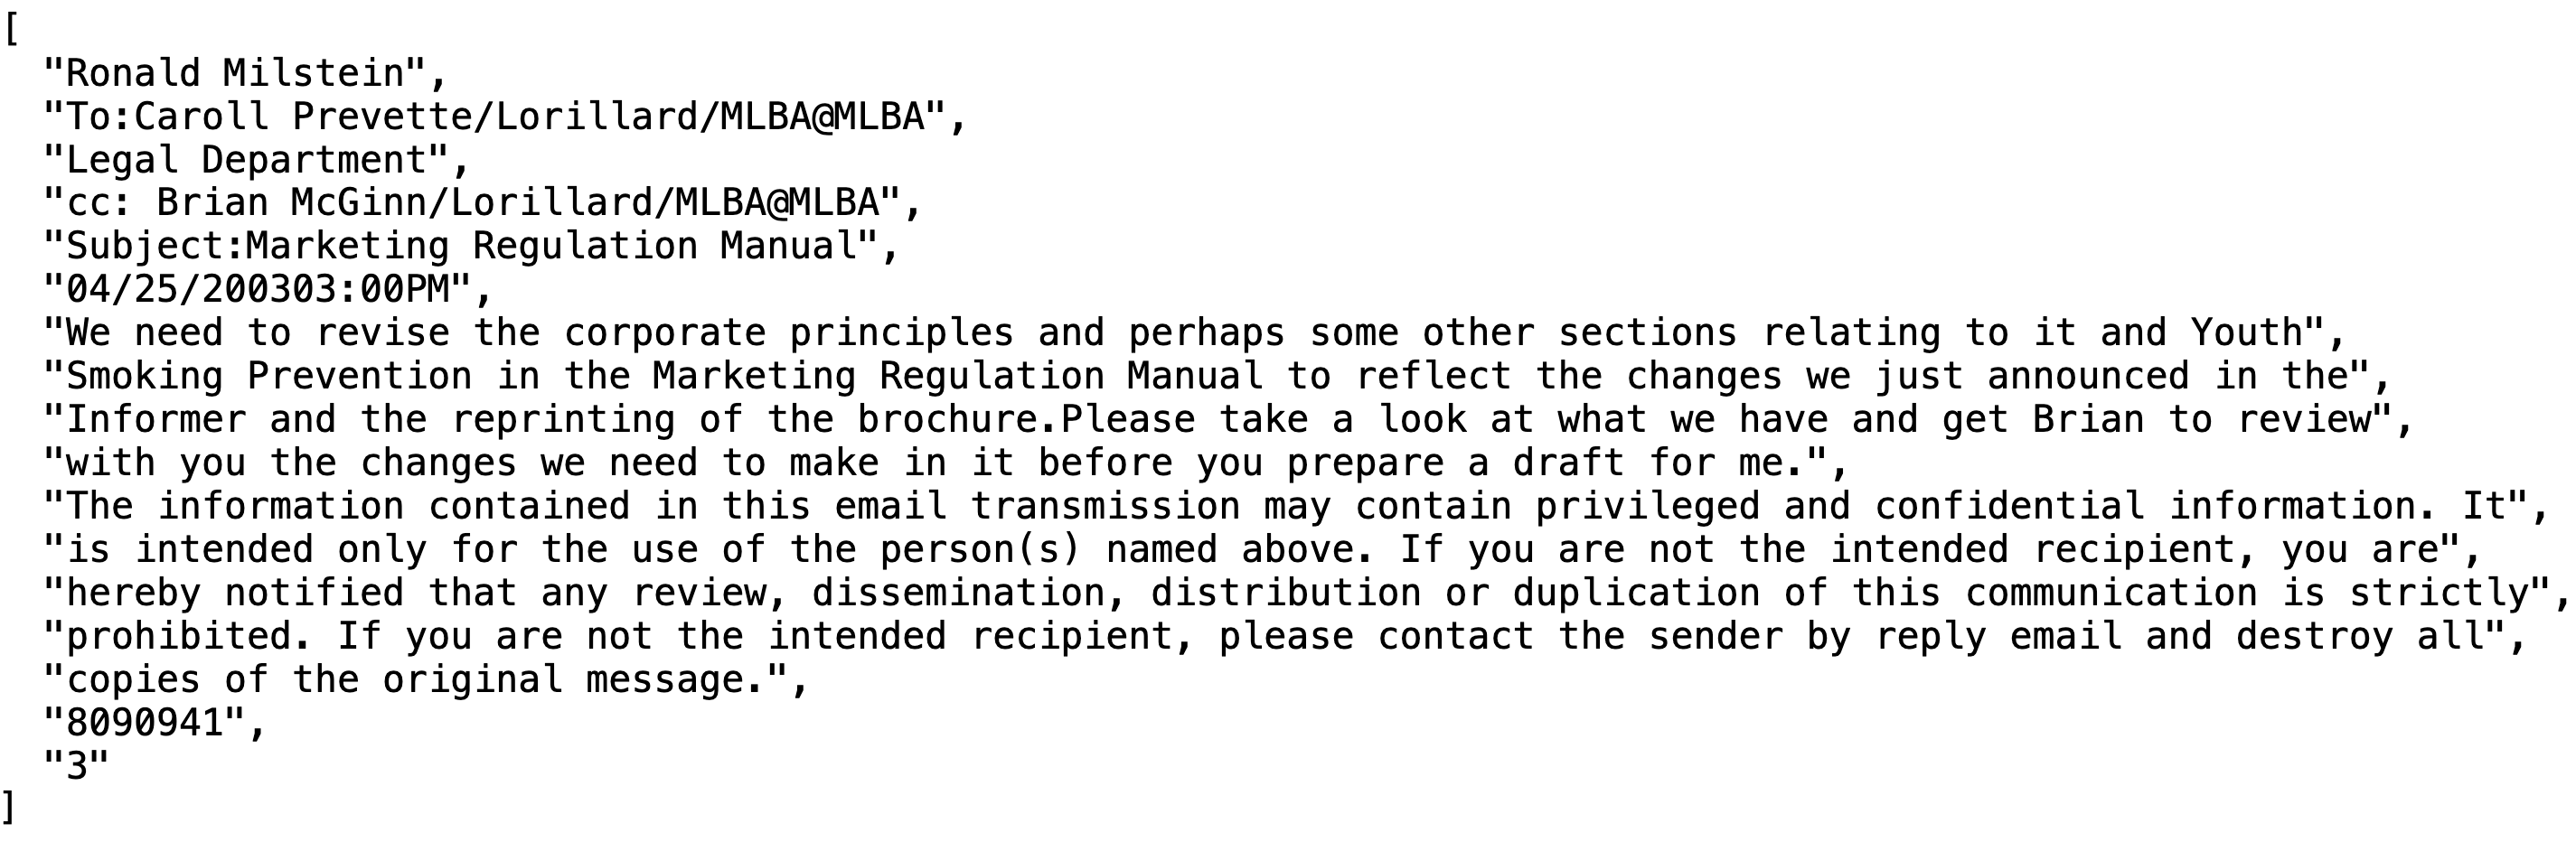 [
"Ronald Milstein",
"To:Caroll Prevette/Lorillard/MLBA@MLBA",
"Legal Department",
"cc: Brian McGinn/Lorillard/MLBA@MLBA",
"Subject:Marketing Regulation Manual",
"04/25/200303:00PM",
"We need to revise the corporate principles and perhaps some other sections relating to it and Youth",
"Smoking Prevention in the Marketing Regulation Manual to reflect the changes we just announced in the",
"Informer and the reprinting of the brochure.Please take a look at what we have and get Brian to review",
"with you the changes we need to make in it before you prepare a draft for me.",
"The information contained in this email transmission may contain privileged and confidential information. It",
"is intended only for the use of the person(s) named above. If you are not the intended recipient, you are",
"hereby notified that any review, dissemination, distribution or duplication of this communication is strictly",
"prohibited. If you are not the intended recipient, please contact the sender by reply email and destroy all",
"copies of the original message.",
"8090941",
"3"
]